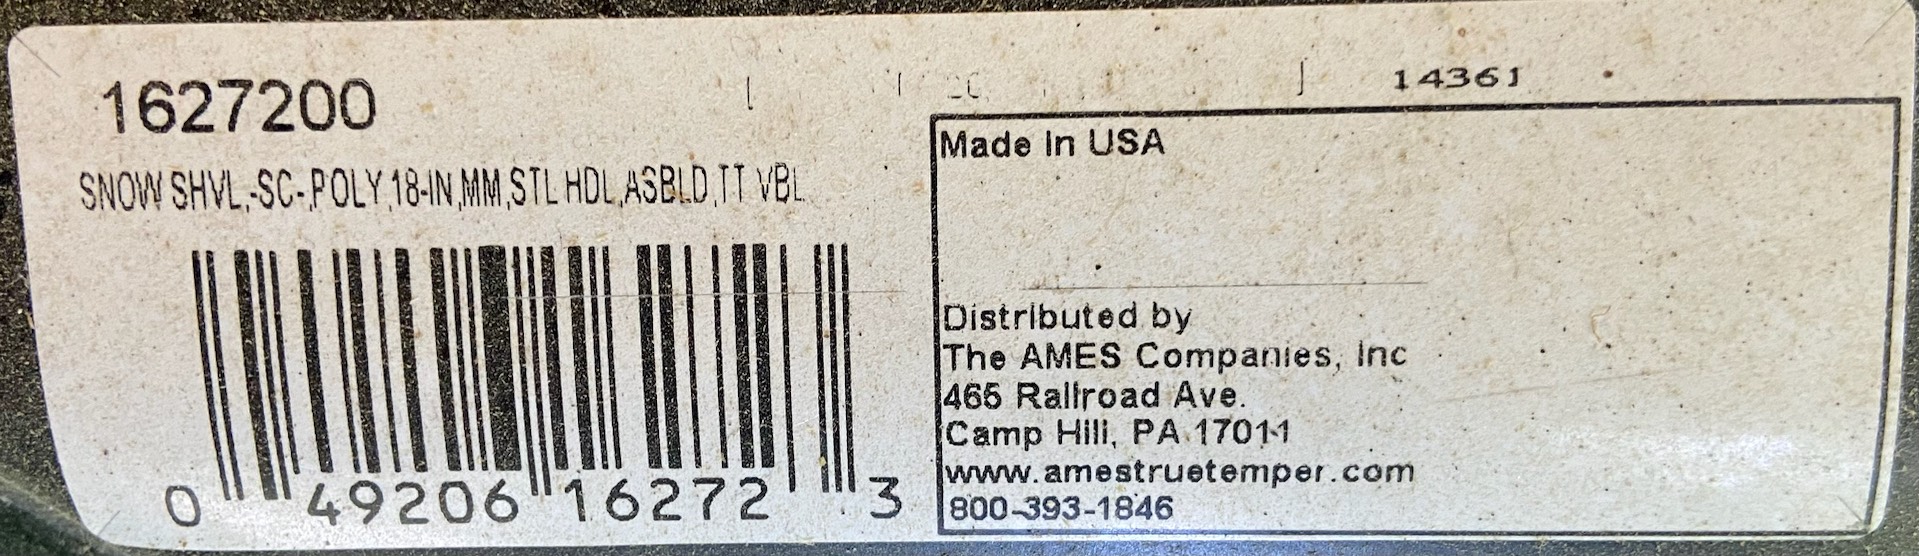 1627200
14361
SNOW SHVL,-SC-,POLY,18-IN,MM,STL HDL,ASBLD,TT VBL
0 49206 16272 3
Made In USA
Distributed by
The AMES Companies, Inc
465 Railroad Ave.
Camp Hill, PA 17011
www.amestruetemper.com
800-393-1846